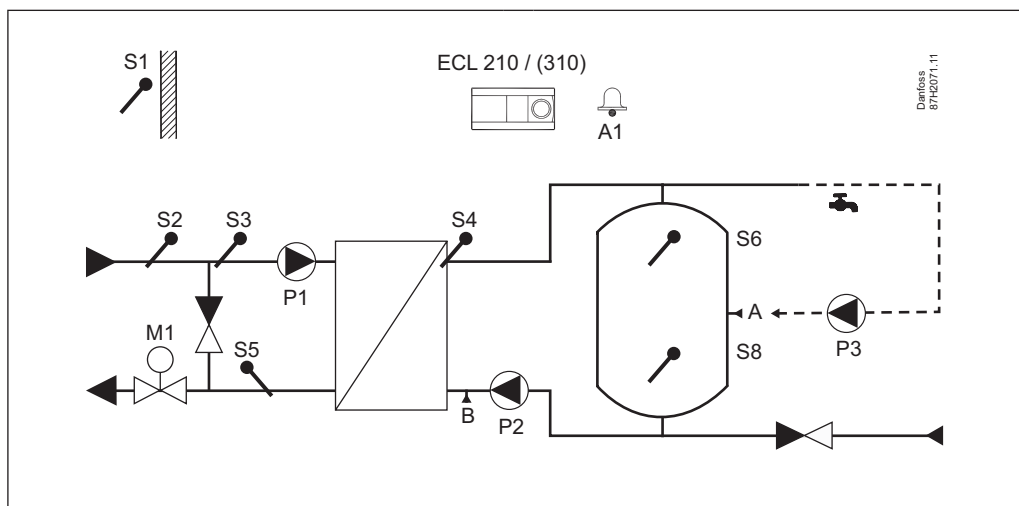 S1
ECL 210 / (310)
A1
Danfoss
87H2071.11
S2
S3
S4
S6
P1
A
P3
M1
S5
S8
B
P2